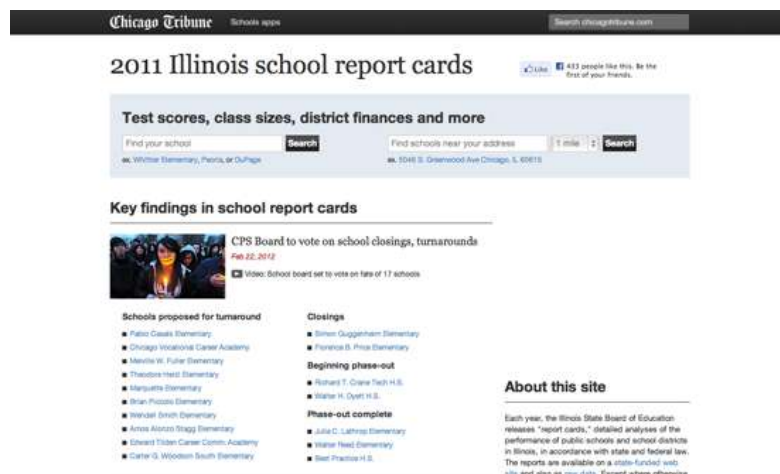 Chicago Tribune
Schools apps
Search chicagotribune.com
2011 Illinois school report cards
Like
433 people like this. Be the
first of your friends.
Test scores, class sizes, district finances and more
Find your school
Search
Find schools near your address
1 mile
Search
ex. Whittier Elementary, Peoria, or DuPage
ex. 5046 S. Greenwood Ave Chicago, IL 60615
Key findings in school report cards
CPS Board to vote on school closings, turnarounds
Feb 22, 2012
Video: School board set to vote on fate of 17 schools
Schools proposed for turnaround
Pablo Casals Elementary
Chicago Vocational Career Academy
Melville W. Fuller Elementary
Theodore Herzl Elementary
Marquette Elementary
Brian Piccolo Elementary
Wendell Smith Elementary
Amos Alonzo Stagg Elementary
Edward Tilden Career Comm. Academy
Carter G. Woodson South Elementary
Closings
Simon Guggenheim Elementary
Florence B. Price Elementary
Beginning phase-out
Richard T. Crane Tech H.S.
Walter H. Dyett H.S.
Phase-out complete
Julia C. Lathrop Elementary
Walter Reed Elementary
Best Practice H.S.
About this site
Each year, the Illinois State Board of Education
releases "report cards," detailed analyses of the
performance of public schools and school districts
in Illinois, in accordance with state and federal law.
The reports are available on a state-funded web